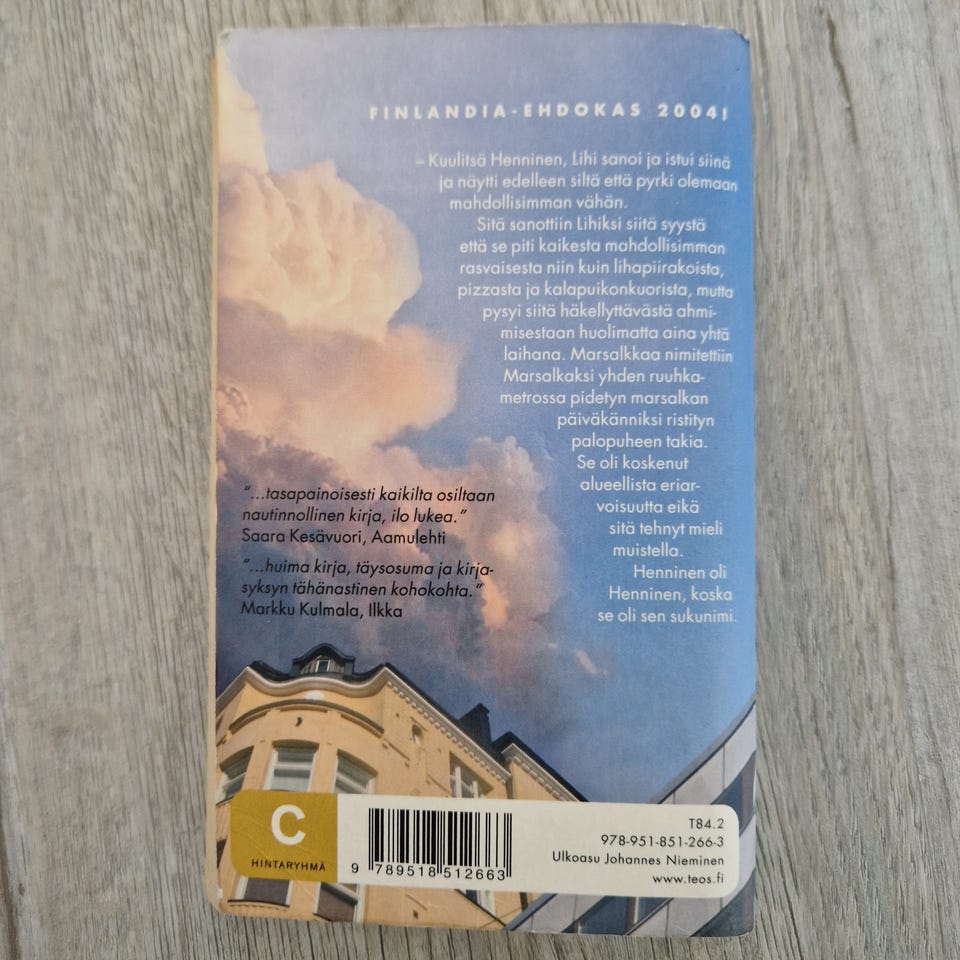 FINLANDIA-EHDOKAS 2004!
– Kuulitsä Henninen, Lihi sanoi ja istui siinä
ja näytti edelleen siltä että pyrki olemaan
mahdollisimman vähän.
Sitä sanottiin Lihiksi siitä syystä
että se piti kaikesta mahdollisimman
rasvaisesta niin kuin lihapiirakoista,
pizzasta ja kalapuikonkuorista, mutta
pysyi siitä häkellyttävästä ahmi-
misestaan huolimatta aina yhtä
laihana. Marsalkkaa nimitettiin
Marsalkaksi yhden ruuhka-
metrossa pidetyn marsalkan
päiväkänniksi ristityn
palopuheen takia.
Se oli koskenut
alueellista eriar-
voisuutta eikä
sitä tehnyt mieli
muistella.
Henninen oli
Henninen, koska
se oli sen sukunimi.
"...tasapainoisesti kaikilta osiltaan
nautinnollinen kirja, ilo lukea."
Saara Kesävuori, Aamulehti
"...huima kirja, täysosuma ja kirja-
syksyn tähänastinen kohokohta."
Markku Kulmala, Ilkka
C
HINTARYHMÄ
9 789518 512663
T84.2
978-951-851-266-3
Ulkoasu Johannes Nieminen
www.teos.fi